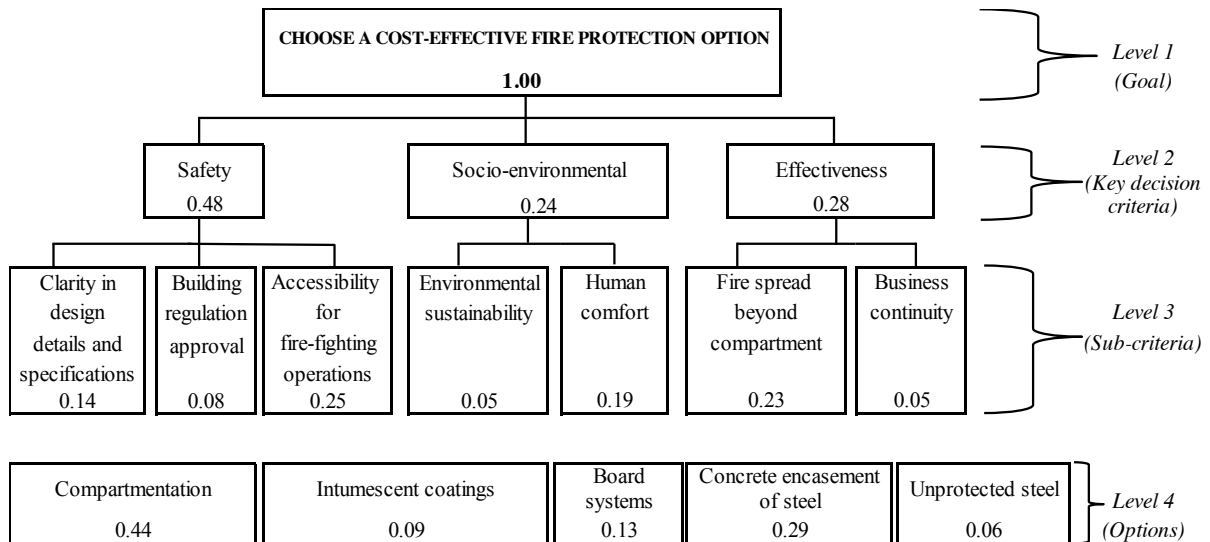 CHOOSE A COST-EFFECTIVE FIRE PROTECTION OPTION
1.00
Level 1
(Goal)
Safety
0.48
Socio-environmental
0.24
Effectiveness
0.28
Level 2
(Key decision
criteria)
Clarity in
design
details and
specifications
0.14
Building
regulation
approval
0.08
Accessibility
for
fire-fighting
operations
0.25
Environmental
sustainability
0.05
Human
comfort
0.19
Fire spread
beyond
compartment
0.23
Business
continuity
0.05
Level 3
(Sub-criteria)
Compartmentation
0.44
Intumescent coatings
0.09
Board
systems
0.13
Concrete encasement
of steel
0.29
Unprotected steel
0.06
Level 4
(Options)